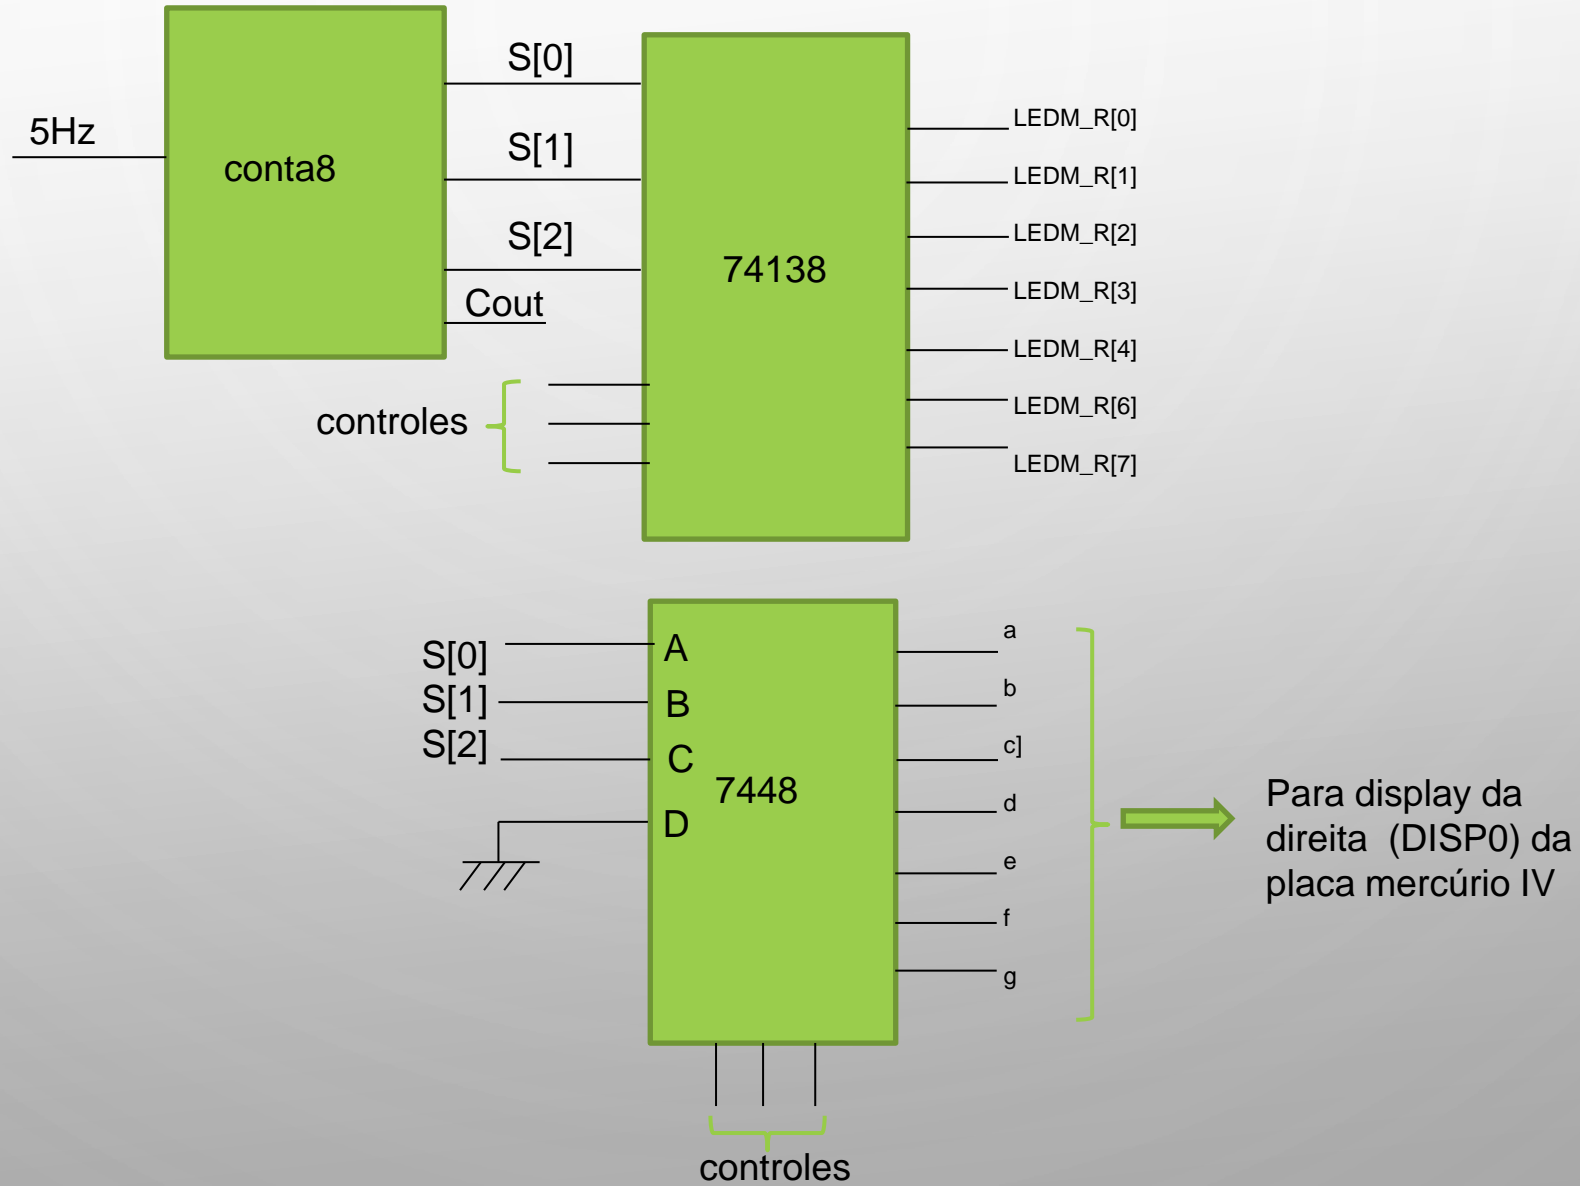 5Hz
conta8
S[0]
S[1]
S[2]
Cout
controles
74138
LEDM_R[0]
LEDM_R[1]
LEDM_R[2]
LEDM_R[3]
LEDM_R[4]
LEDM_R[6]
LEDM_R[7]
S[0]
S[1]
S[2]
A
B
C
D
7448
a
b
c]
d
e
f
g
controles
Para display da
direita (DISP0) da
placa mercúrio IV